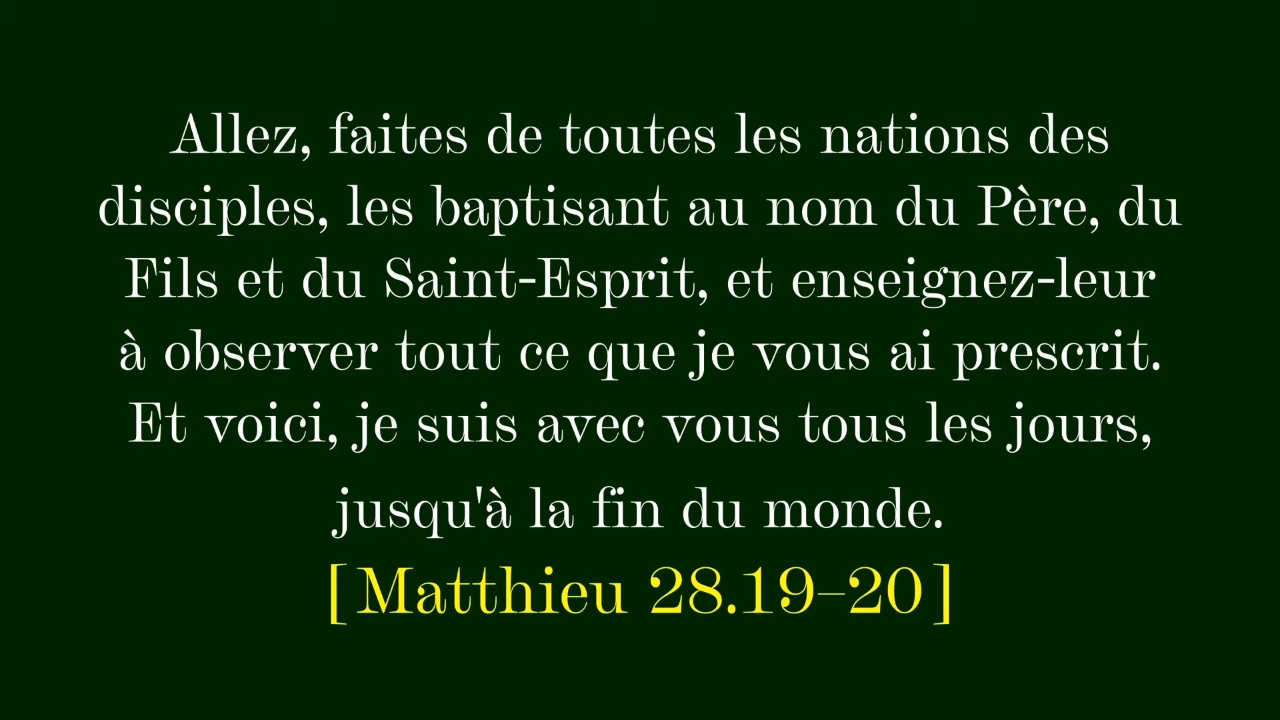 Allez, faites de toutes les nations des
disciples, les baptisant au nom du Père, du
Fils et du Saint-Esprit, et enseignez-leur
à observer tout ce que je vous ai prescrit.
Et voici, je suis avec vous tous les jours,
jusqu'à la fin du monde.
[Matthieu 28.19–20]